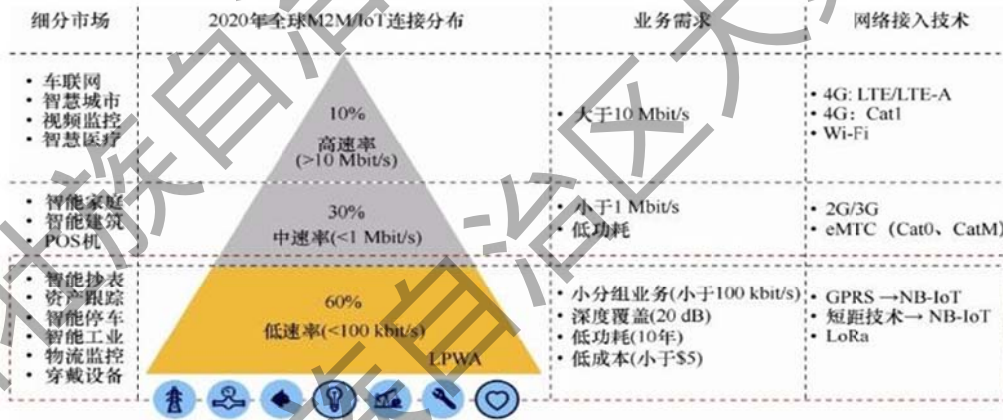 细分市场
2020年全球M2M/IoT连接分布
业务需求
网络接入技术
• 车联网
• 智慧城市
• 视频监控
• 智慧医疗
10%
高速率
(>10 Mbit/s)
• 大于10 Mbit/s
• 4G: LTE/LTE-A
• 4G：Cat1
• Wi-Fi
• 智能家庭
• 智能建筑
• POS机
30%
中速率(<1 Mbit/s)
• 小于1 Mbit/s
• 低功耗
• 2G/3G
• eMTC（Cat0、CatM）
• 智能抄表
• 资产跟踪
• 智能停车
• 智能工业
• 物流监控
• 穿戴设备
60%
低速率(<100 kbit/s)
LPWA
• 小分组业务(小于100 kbit/s)
• 深度覆盖(20 dB)
• 低功耗(10年)
• 低成本(小于$5)
• GPRS →NB-IoT
• 短距技术→ NB-IoT
• LoRa
族自治
族自治区大